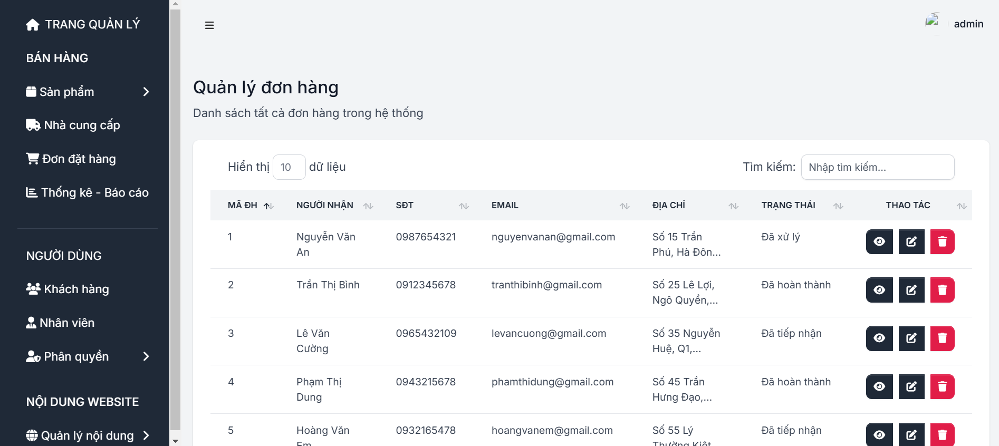 TRANG QUẢN LÝ
BÁN HÀNG
Sản phẩm
Nhà cung cấp
Đơn đặt hàng
Thống kê - Báo cáo
NGƯỜI DÙNG
Khách hàng
Nhân viên
Phân quyền
NỘI DUNG WEBSITE
Quản lý nội dung
admin
Quản lý đơn hàng
Danh sách tất cả đơn hàng trong hệ thống
Hiển thị 10 dữ liệu
Tìm kiếm: Nhập tìm kiếm...
MÃ ĐH NGƯỜI NHẬN SĐT EMAIL ĐỊA CHỈ TRẠNG THÁI THAO TÁC
1 Nguyễn Văn 0987654321 nguyenvanan@gmail.com Số 15 Trần Đã xử lý
An Phú, Hà Đôn...
2 Trần Thị Bình 0912345678 tranthibinh@gmail.com Số 25 Lê Lợi, Đã hoàn thành
Ngô Quyền,...
3 Lê Văn 0965432109 levancuong@gmail.com Số 35 Nguyễn Đã tiếp nhận
Cường Huệ, Q1,...
4 Phạm Thị 0943215678 phamthidung@gmail.com Số 45 Trần Đã hoàn thành
Dung Hưng Đạo,...
5 Hoàng Văn 0932165478 hoangvanem@gmail.com Số 55 Lý Đã tiếp nhận
Em Thường Kiệt